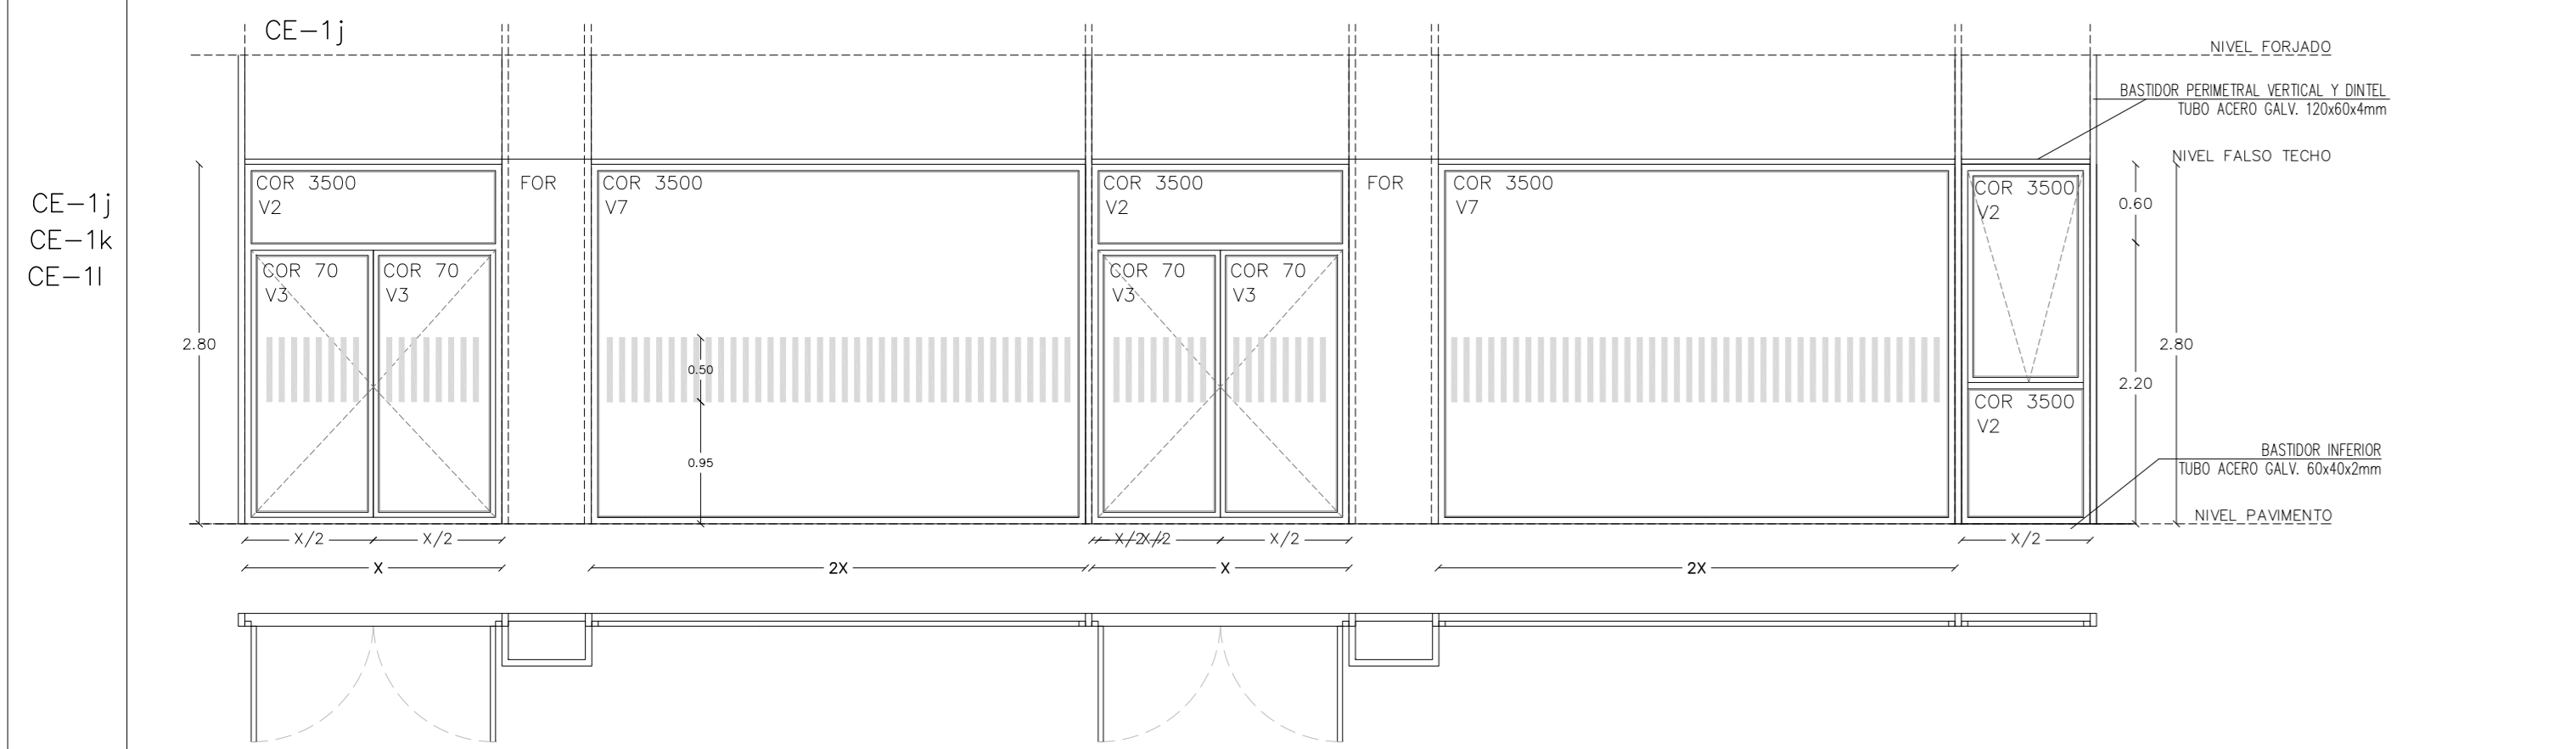 CE-1j
NIVEL FORJADO
BASTIDOR PERIMETRAL VERTICAL Y DINTEL
TUBO ACERO GALV. 120x60x4mm
NIVEL FALSO TECHO
CE-1j
CE-1k
CE-1l
COR 3500
V2
FOR
COR 3500
V7
COR 3500
V2
FOR
COR 3500
V7
COR 3500
V2
0.60
COR 70
V3
COR 70
V3
COR 70
V3
COR 70
V3
2.80
0.50
2.80
2.20
COR 3500
V2
0.95
BASTIDOR INFERIOR
TUBO ACERO GALV. 60x40x2mm
NIVEL PAVIMENTO
X/2
X/2
X/2
X/2
X/2
X/2
X
2X
X
2X